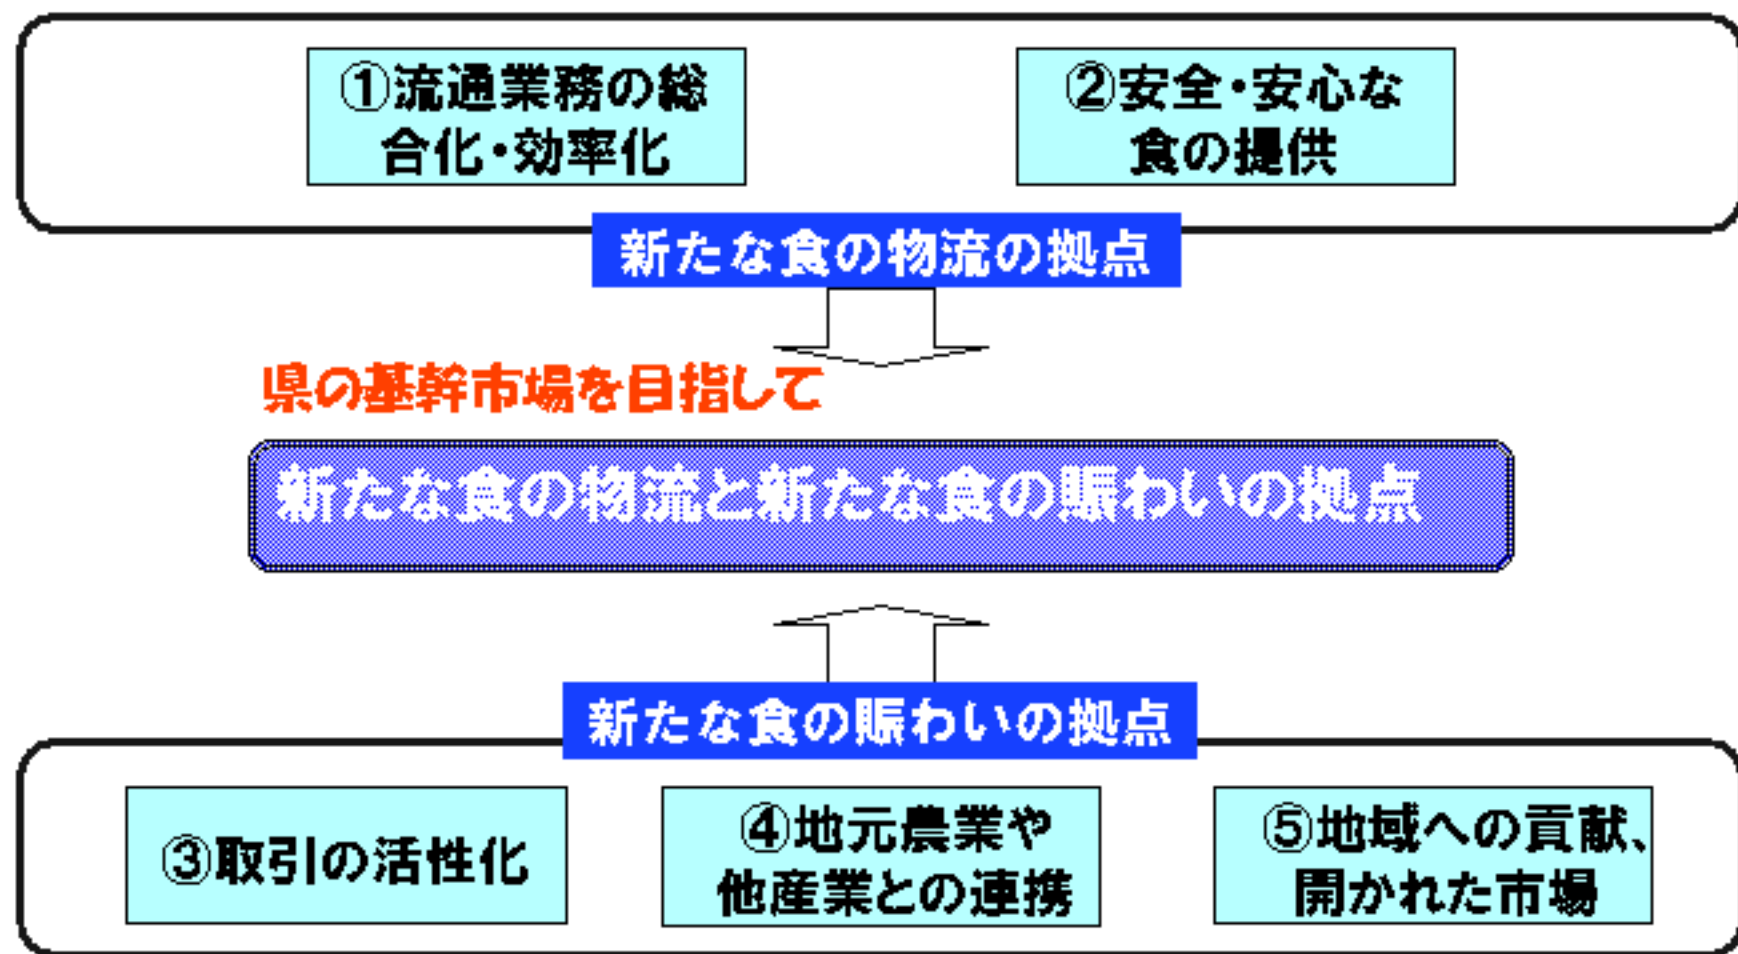 ①流通業務の総
合化・効率化
②安全・安心な
食の提供
新たな食の物流の拠点
県の基幹市場を目指して
新たな食の物流と新たな食の賑わいの拠点
新たな食の賑わいの拠点
③取引の活性化
④地元農業や
他産業との連携
⑤地域への貢献、
開かれた市場